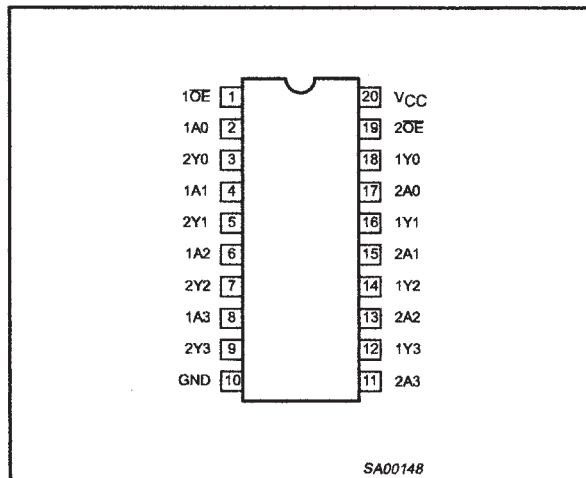 1O̅E̅ 1 20 VCC
1A0 2 19 2O̅E̅
2Y0 3 18 1Y0
1A1 4 17 2A0
2Y1 5 16 1Y1
1A2 6 15 2A1
2Y2 7 14 1Y2
1A3 8 13 2A2
2Y3 9 12 1Y3
GND 10 11 2A3
SA00148